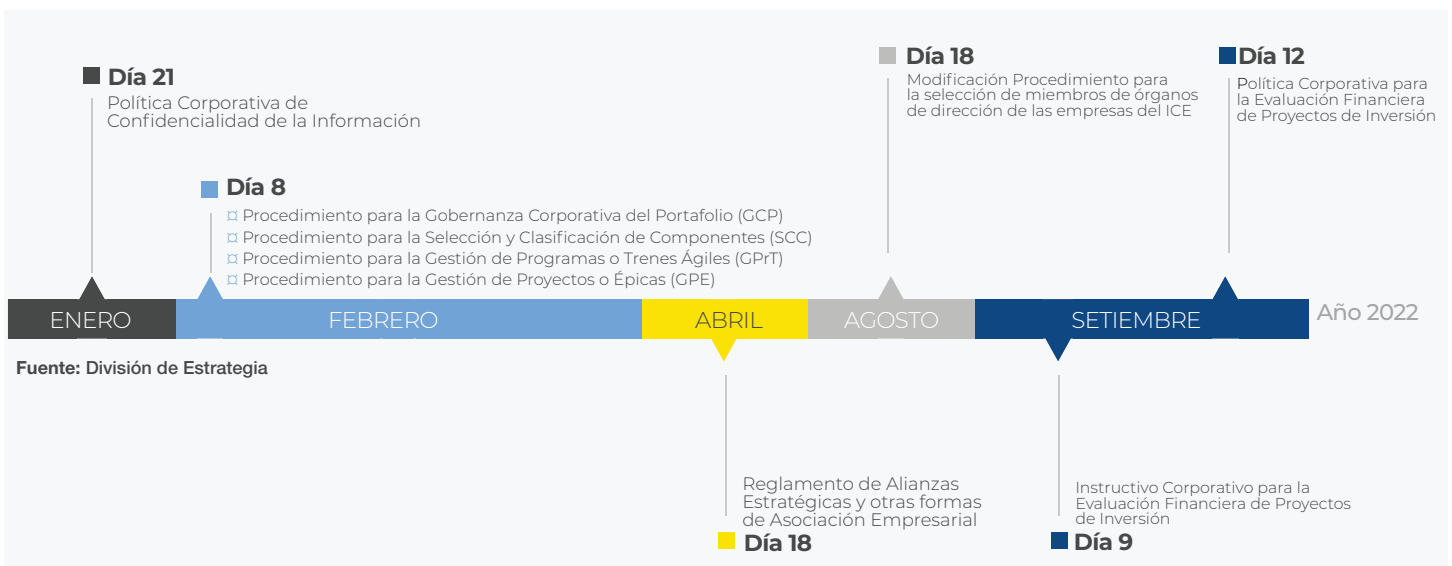 Día 21
Política Corporativa de
Confidencialidad de la Información
Día 8
¤ Procedimiento para la Gobernanza Corporativa del Portafolio (GCP)
¤ Procedimiento para la Selección y Clasificación de Componentes (SCC)
¤ Procedimiento para la Gestión de Programas o Trenes Ágiles (GPrT)
¤ Procedimiento para la Gestión de Proyectos o Épicas (GPE)
Día 18
Modificación Procedimiento para
la selección de miembros de órganos
de dirección de las empresas del ICE
Día 12
Política Corporativa para
la Evaluación Financiera
de Proyectos de Inversión
ENERO
FEBRERO
ABRIL
AGOSTO
SETIEMBRE
Año 2022
Fuente: División de Estrategia
Reglamento de Alianzas
Estratégicas y otras formas
de Asociación Empresarial
Día 18
Instructivo Corporativo para la
Evaluación Financiera de Proyectos
de Inversión
Día 9